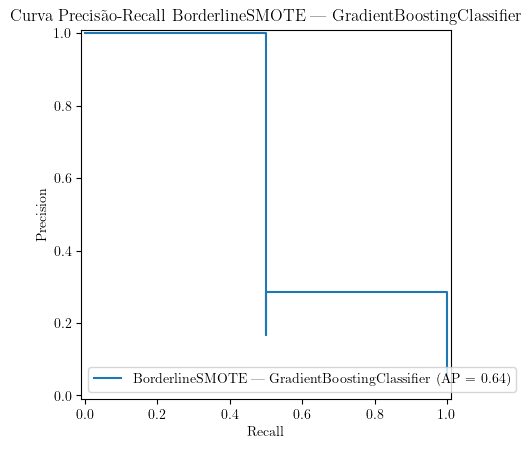 Curva Precisão-Recall BorderlineSMOTE — GradientBoostingClassifier
1.0
0.8
0.6
0.4
0.2
0.0
Precision
BorderlineSMOTE — GradientBoostingClassifier (AP = 0.64)
0.0 0.2 0.4 0.6 0.8 1.0
Recall